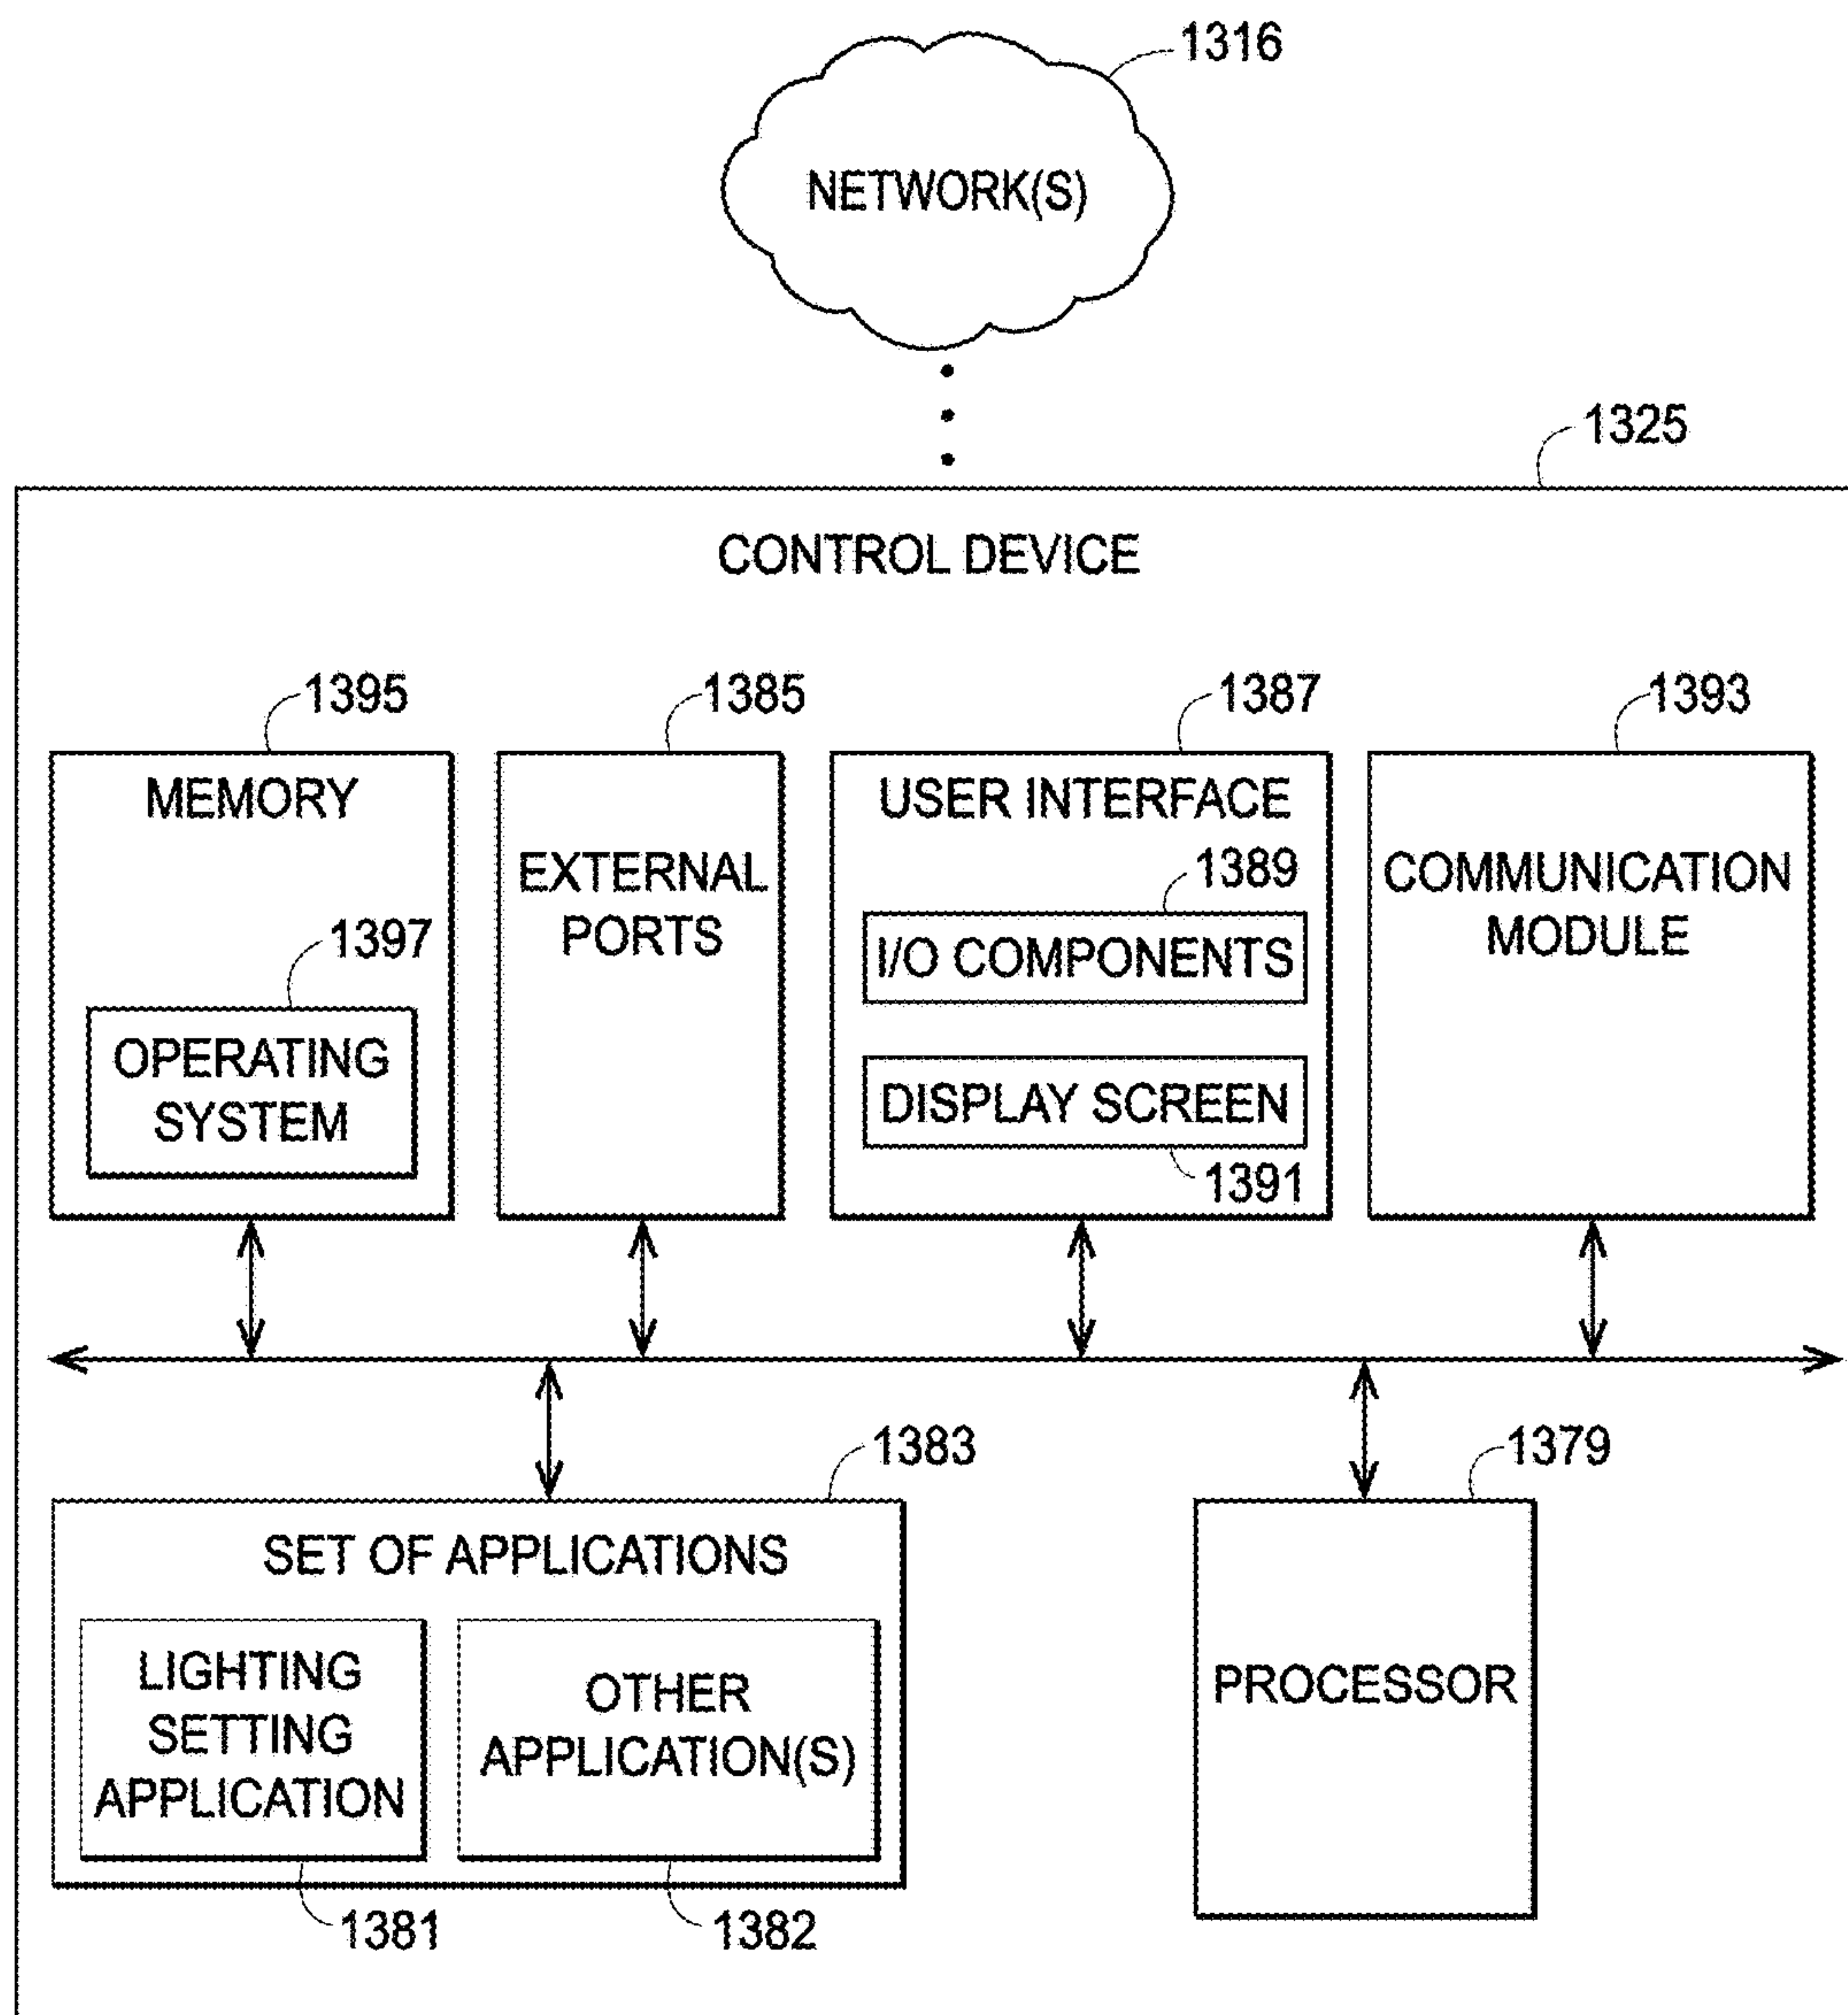 1316
NETWORK(S)
1325
CONTROL DEVICE
1395
1385
1387
1393
MEMORY
1397
OPERATING
SYSTEM
EXTERNAL
PORTS
USER INTERFACE
1389
I/O COMPONENTS
DISPLAY SCREEN
1391
COMMUNICATION
MODULE
1383
1379
SET OF APPLICATIONS
LIGHTING
SETTING
APPLICATION
OTHER
APPLICATION(S)
1381
1382
PROCESSOR